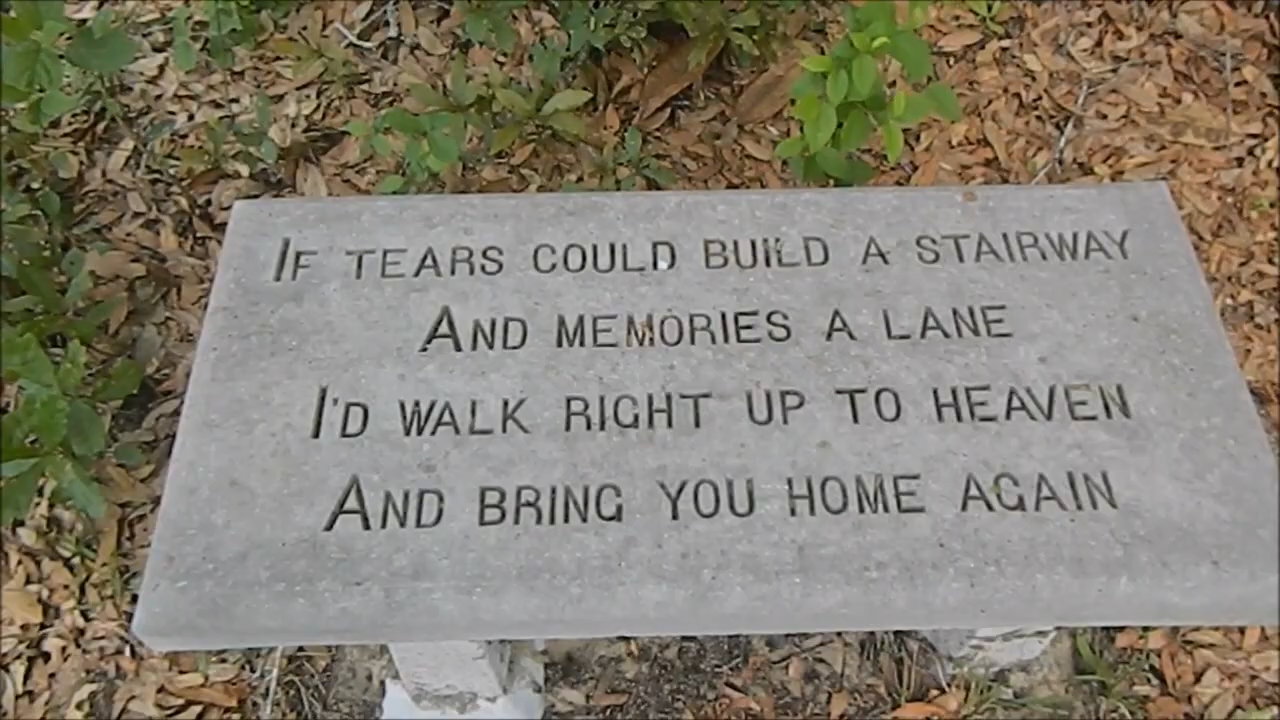 If tears could build a stairway
And memories a lane
I'd walk right up to heaven
And bring you home again